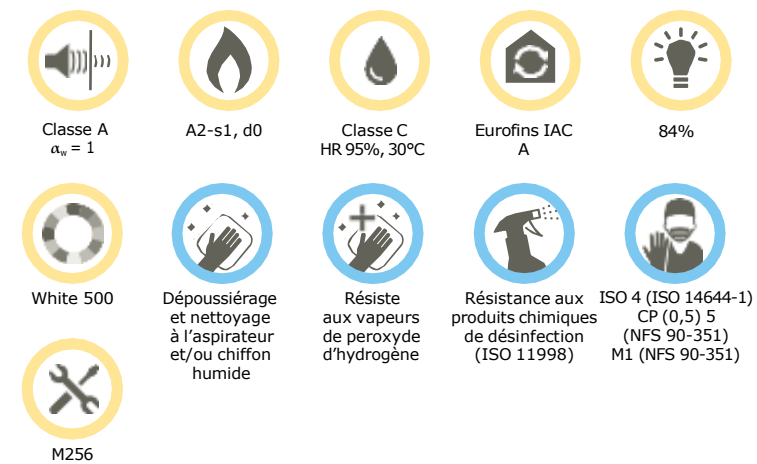 Classe A
αw = 1
A2-s1, d0
Classe C
HR 95%, 30°C
Eurofins IAC
A
84%
White 500
Dépoussiérage
et nettoyage
à l'aspirateur
et/ou chiffon
humide
Résiste
aux vapeurs
de peroxyde
d'hydrogène
Résistance aux
produits chimiques
de désinfection
(ISO 11998)
ISO 4 (ISO 14644-1)
CP (0,5) 5
(NFS 90-351)
M1 (NFS 90-351)
M256